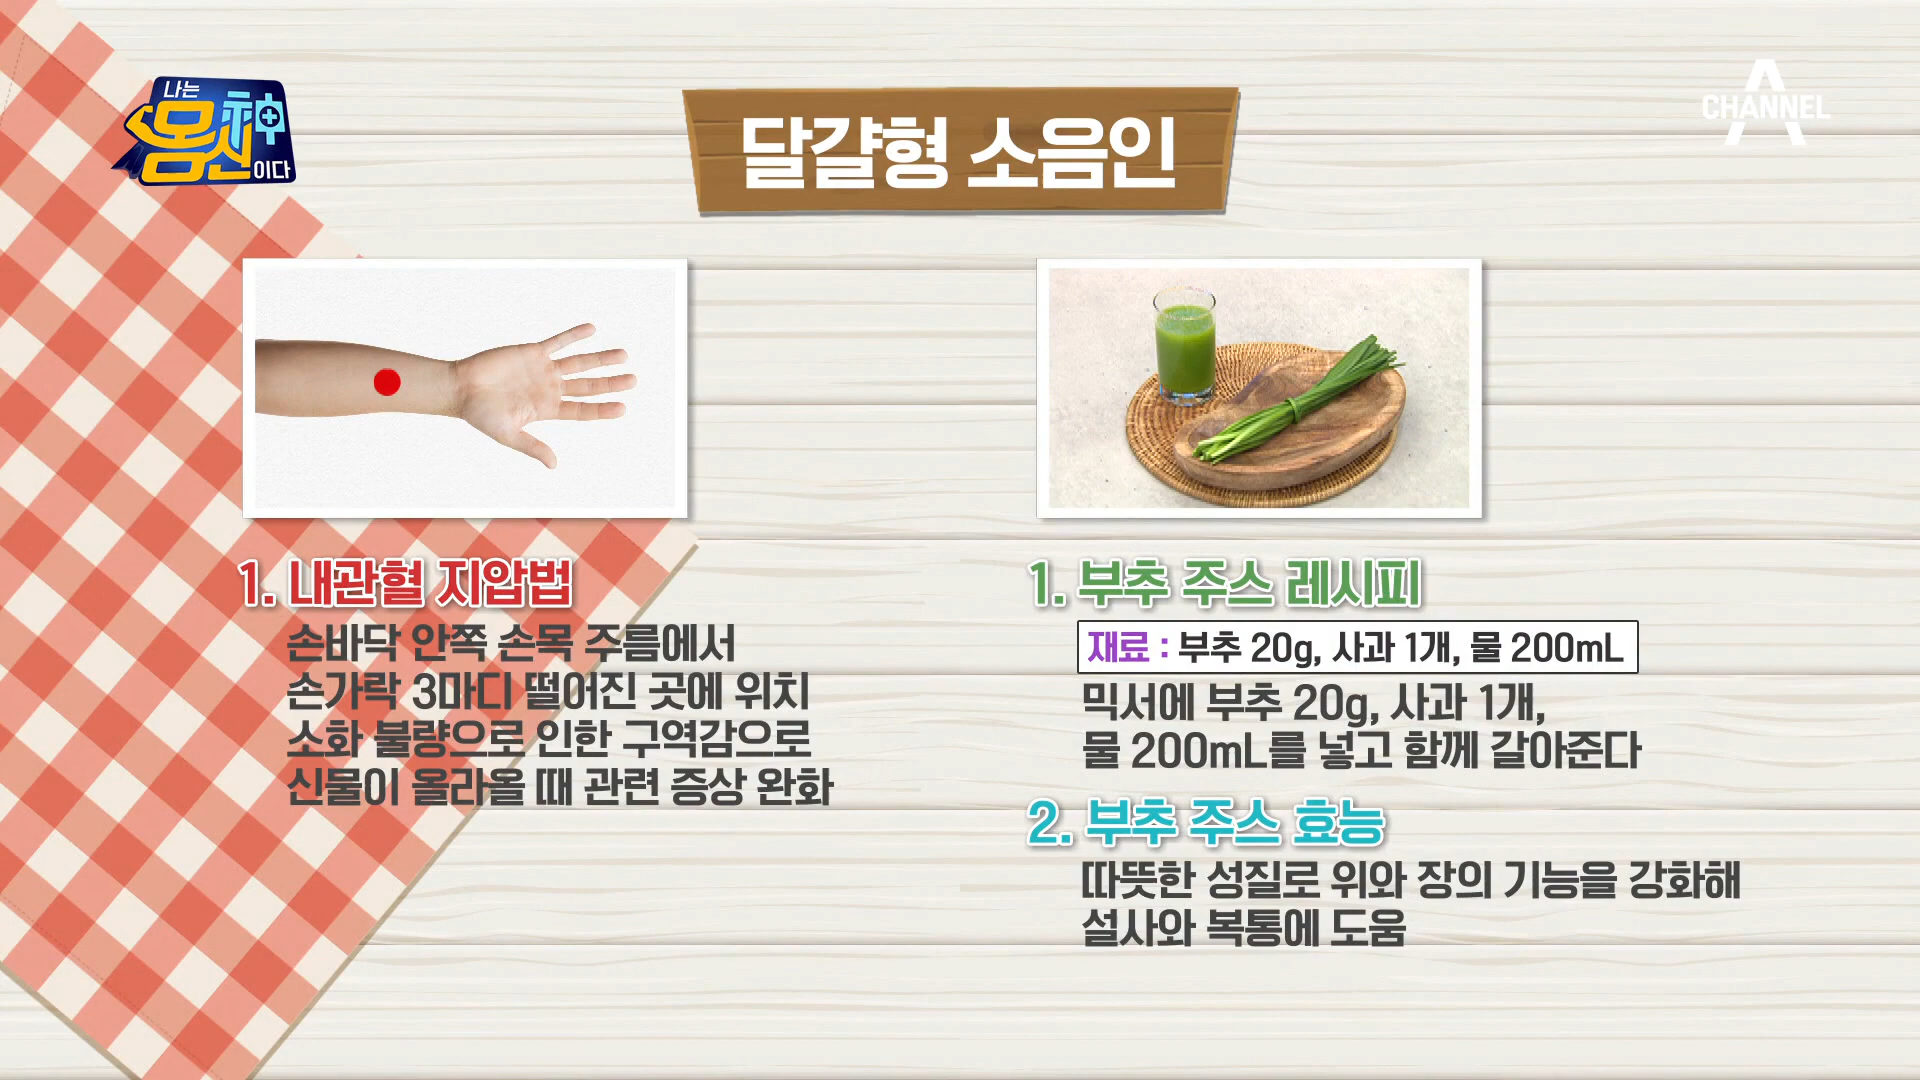 나는
몸神
이다
CHANNEL A
달걀형 소음인
1. 내관혈 지압법
손바닥 안쪽 손목 주름에서
손가락 3마디 떨어진 곳에 위치
소화 불량으로 인한 구역감으로
신물이 올라올 때 관련 증상 완화
1. 부추 주스 레시피
재료 : 부추 20g, 사과 1개, 물 200mL
믹서에 부추 20g, 사과 1개,
물 200mL를 넣고 함께 갈아준다
2. 부추 주스 효능
따뜻한 성질로 위와 장의 기능을 강화해
설사와 복통에 도움